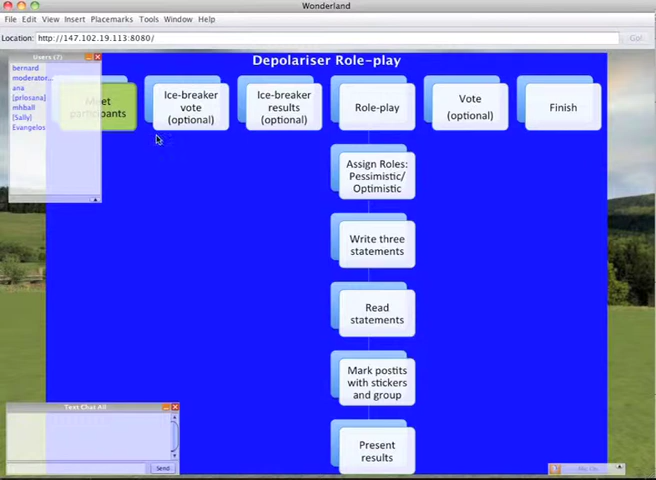 Wonderland
File Edit View Insert Placemarks Tools Window Help
Location: http://147.102.19.113:8080/ Go!
Users (7)
bernard
moderator...
ana
[prlosana]
mhball
[Sally]
Evangelos
Depolariser Role-play
Meet
participants
Ice-breaker
vote
(optional)
Ice-breaker
results
(optional)
Role-play
Vote
(optional)
Finish
Assign Roles:
Pessimistic/
Optimistic
Write three
statements
Read
statements
Mark postits
with stickers
and group
Present
results
Text Chat All
Send